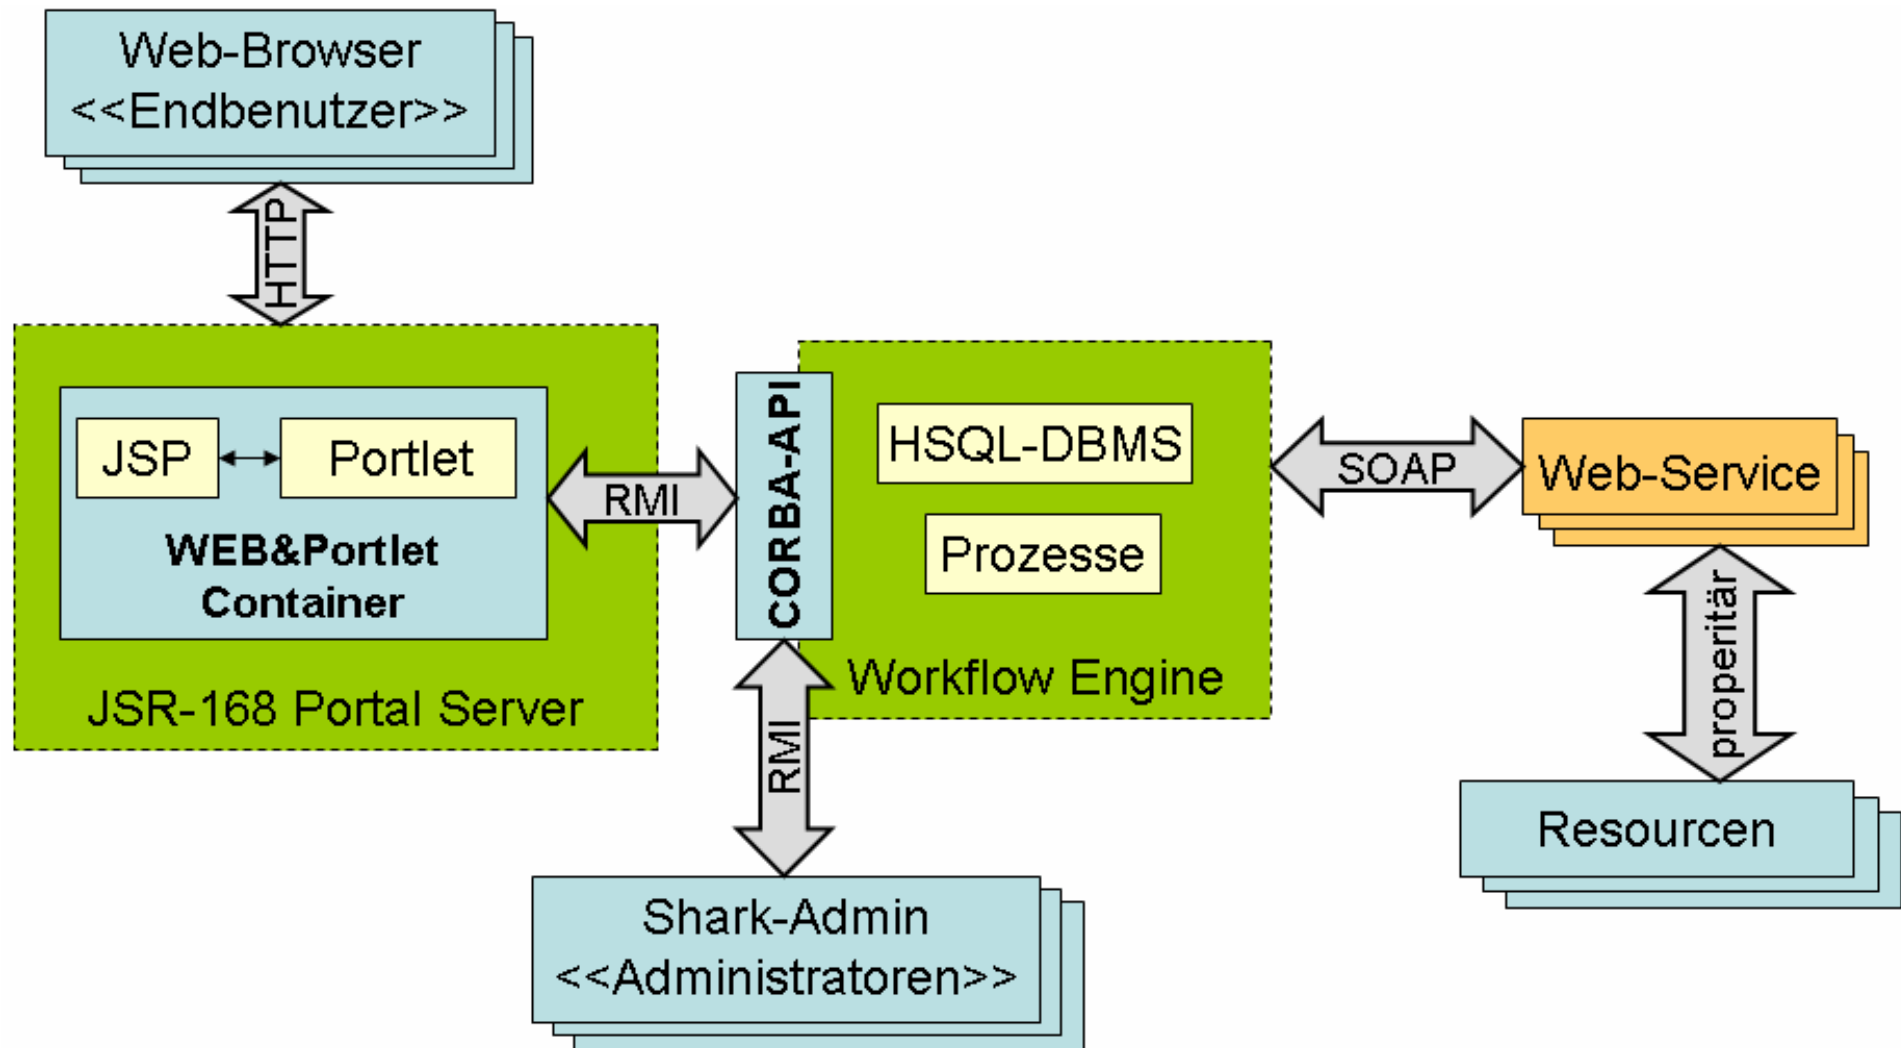 Web-Browser
<<Endbenutzer>>
HTTP
JSP
Portlet
WEB&Portlet
Container
JSR-168 Portal Server
RMI
CORBA-API
HSQL-DBMS
Prozesse
Workflow Engine
SOAP
Web-Service
properitär
Resourcen
RMI
Shark-Admin
<<Administratoren>>